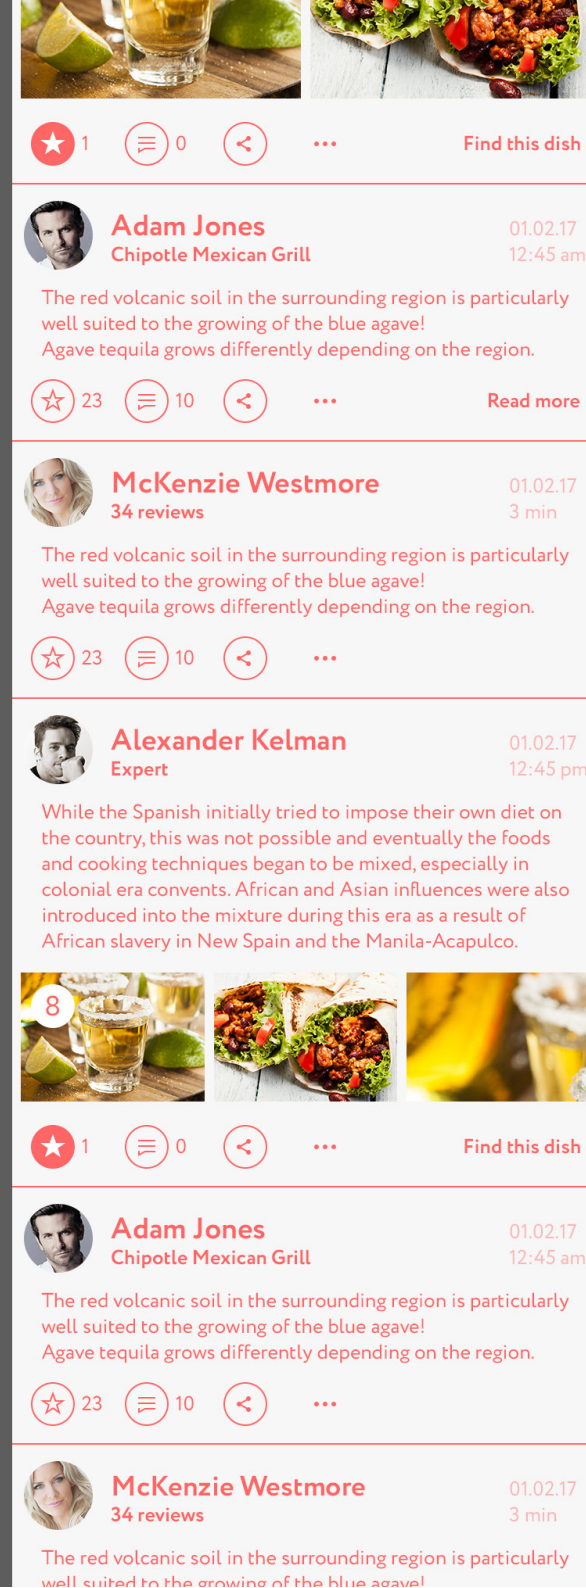 1 0 Find this dish
Adam Jones 01.02.17
Chipotle Mexican Grill 12:45 am
The red volcanic soil in the surrounding region is particularly
well suited to the growing of the blue agave!
Agave tequila grows differently depending on the region.
23 10 Read more
McKenzie Westmore 01.02.17
34 reviews 3 min
The red volcanic soil in the surrounding region is particularly
well suited to the growing of the blue agave!
Agave tequila grows differently depending on the region.
23 10
Alexander Kelman 01.02.17
Expert 12:45 pm
While the Spanish initially tried to impose their own diet on
the country, this was not possible and eventually the foods
and cooking techniques began to be mixed, especially in
colonial era convents. African and Asian influences were also
introduced into the mixture during this era as a result of
African slavery in New Spain and the Manila-Acapulco.
8
1 0 Find this dish
Adam Jones 01.02.17
Chipotle Mexican Grill 12:45 am
The red volcanic soil in the surrounding region is particularly
well suited to the growing of the blue agave!
Agave tequila grows differently depending on the region.
23 10
McKenzie Westmore 01.02.17
34 reviews 3 min
The red volcanic soil in the surrounding region is particularly
well suited to the growing of the blue agave!